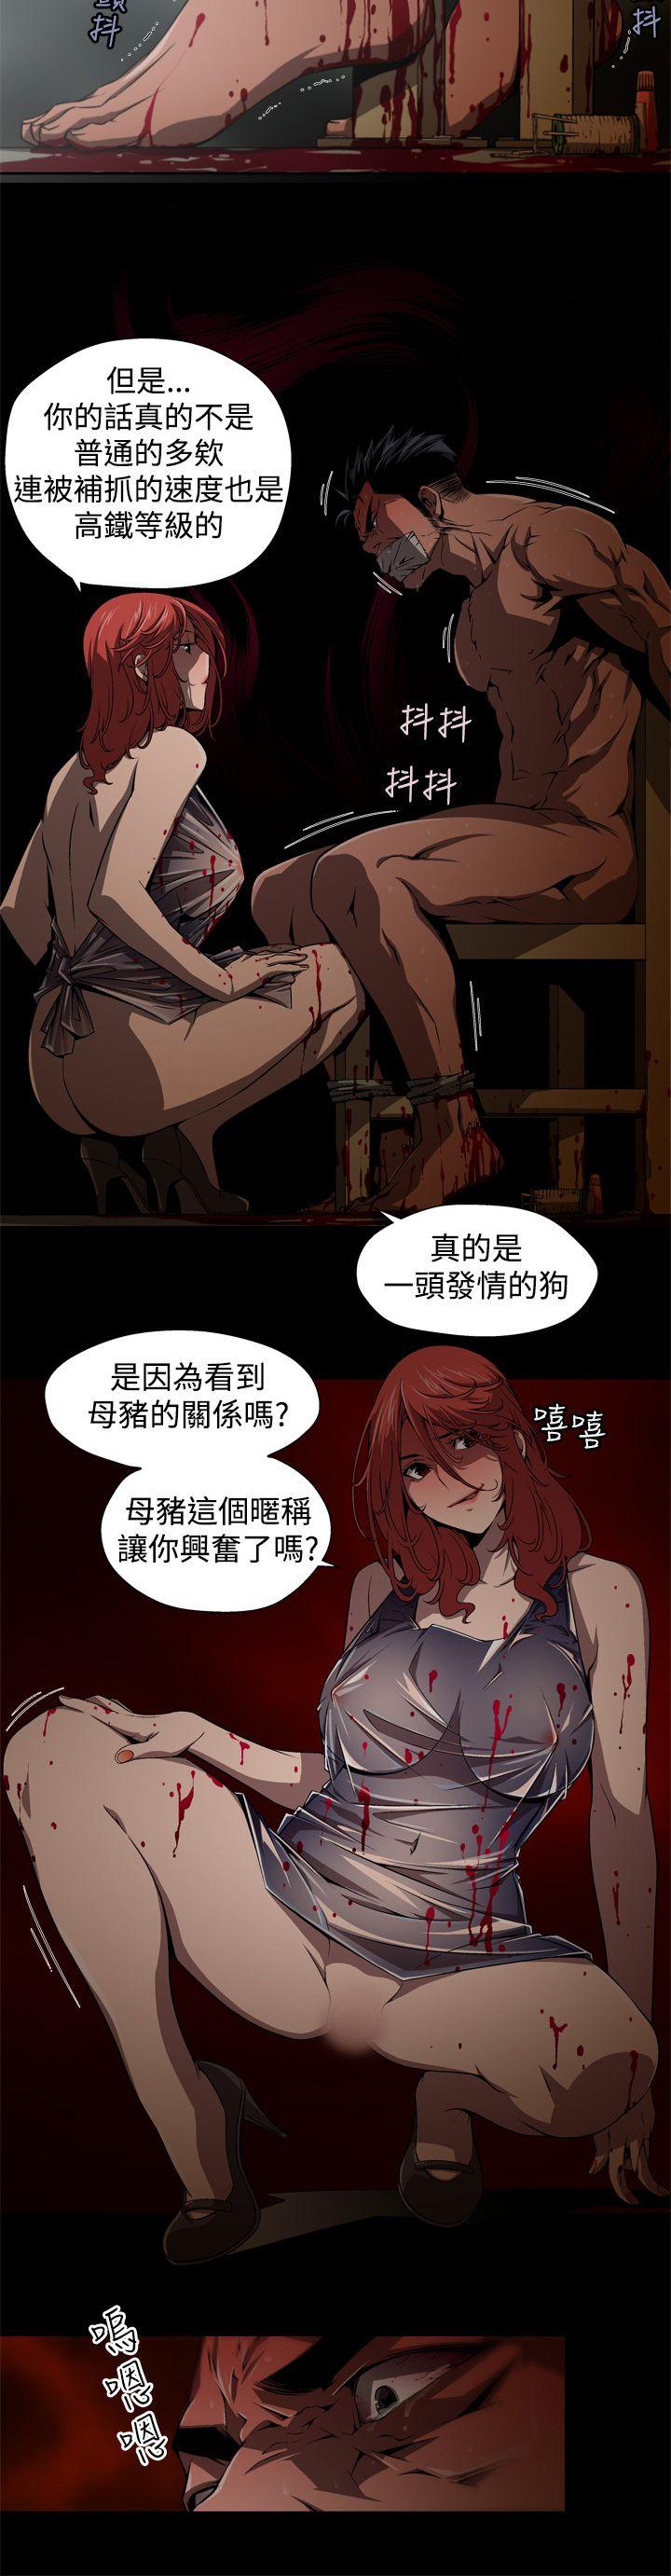 顫
抖
抖
但是...
你的話真的不是
普通的多欸
連被補抓的速度也是
高鐵等級的
抖抖
抖抖
真的是
一頭發情的狗
是因為看到
母豬的關係嗎?
嘻嘻
母豬這個暱稱
讓你興奮了嗎?
嗚
嗯
嗯